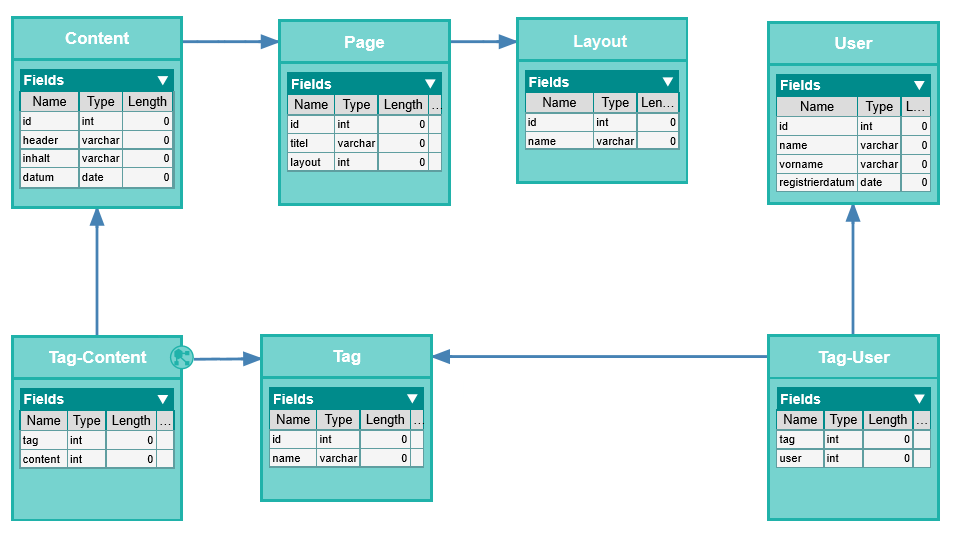 Content
Fields
Name Type Length
id int 0
header varchar 0
inhalt varchar 0
datum date 0
Page
Fields
Name Type Length ...
id int 0
titel varchar 0
layout int 0
Layout
Fields
Name Type Len...
id int 0
name varchar 0
User
Fields
Name Type L...
id int 0
name varchar 0
vorname varchar 0
registrierdatum date 0
Tag-Content
Fields
Name Type Length ...
tag int 0
content int 0
Tag
Fields
Name Type Length ...
id int 0
name varchar 0
Tag-User
Fields
Name Type Length ...
tag int 0
user int 0